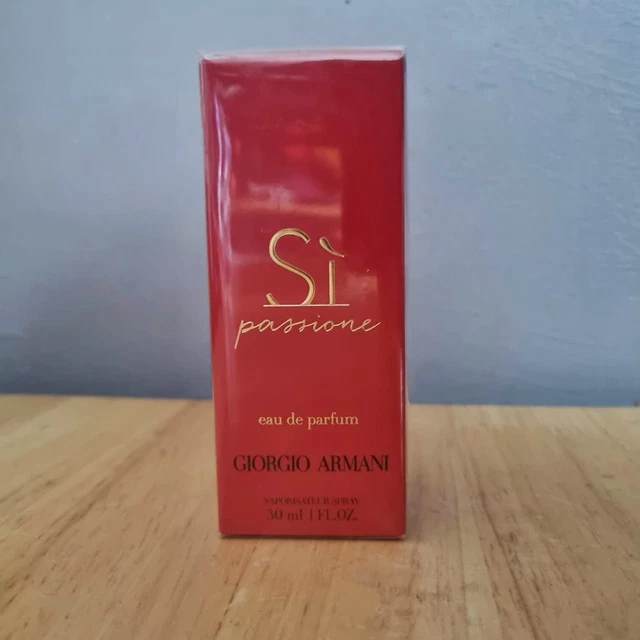 Sì
passione
eau de parfum
GIORGIO ARMANI
VAPORISATEUR SPRAY
30 ml 1 FL.OZ.